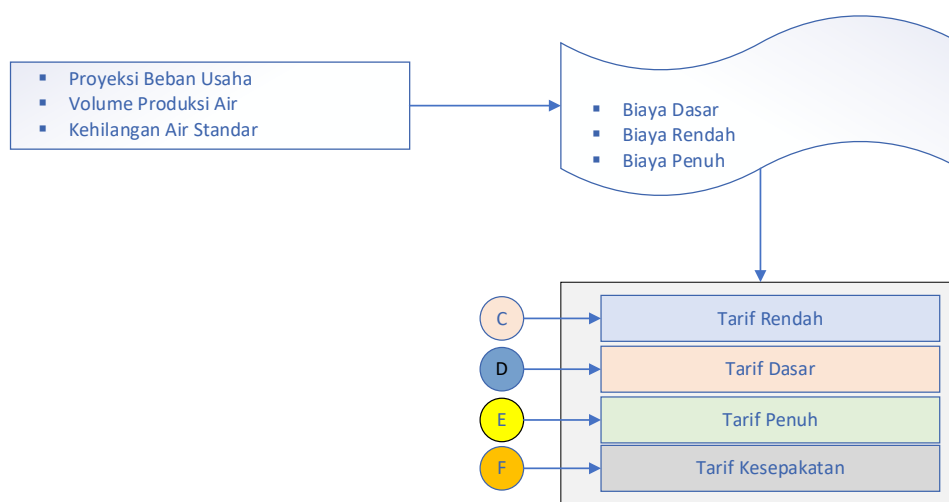 ▪ Proyeksi Beban Usaha
▪ Volume Produksi Air
▪ Kehilangan Air Standar
▪ Biaya Dasar
▪ Biaya Rendah
▪ Biaya Penuh
C
Tarif Rendah
D
Tarif Dasar
E
Tarif Penuh
F
Tarif Kesepakatan